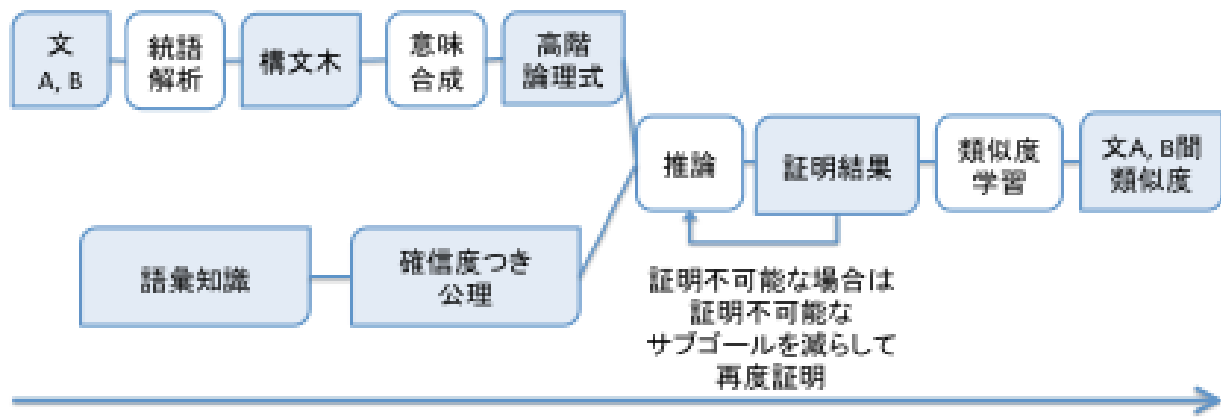 文
A, B
統語
解析
構文木
意味
合成
高階
論理式
推論
証明結果
類似度
学習
文A, B間
類似度
語彙知識
確信度つき
公理
証明不可能な場合は
証明不可能な
サブゴールを減らして
再度証明